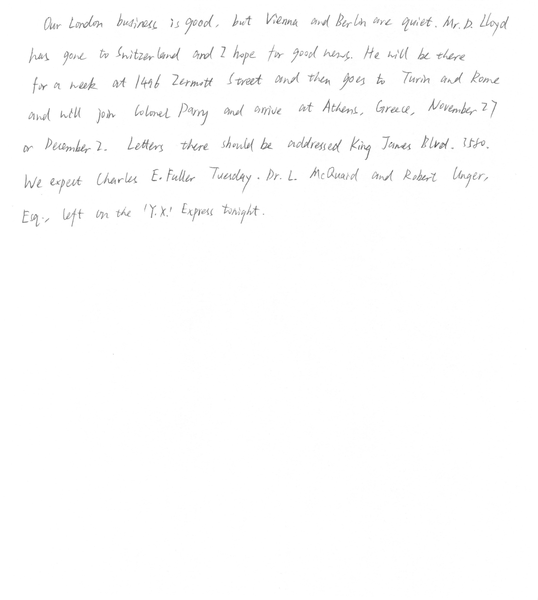 Our London business is good, but Vienna and Berlin are quiet. Mr. D. Lloyd
has gone to Switzerland and I hope for good news. He will be there
for a week at 1496 Zermott Street and then goes to Turin and Rome
and will join Colonel Parry and arrive at Athens, Greece, November 27
or December 2. Letters there should be addressed King James Blvd. 3580.
We expect Charles E. Fuller Tuesday. Dr. L. McQuaid and Robert Unger,
Esq., left on the 'Y.X.' Express tonight.